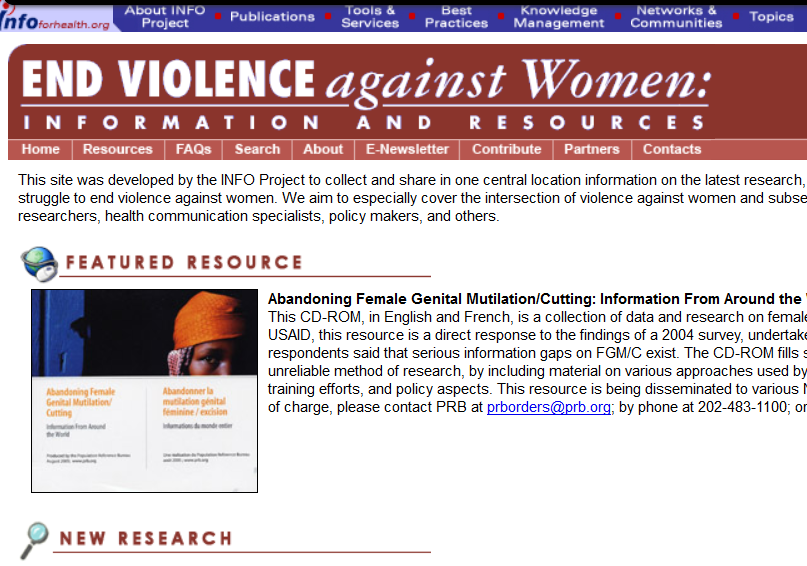 Infoforhealth.org
About INFO Project
Publications
Tools & Services
Best Practices
Knowledge Management
Networks & Communities
Topics
END VIOLENCE against Women:
INFORMATION AND RESOURCES
Home Resources FAQs Search About E-Newsletter Contribute Partners Contacts
This site was developed by the INFO Project to collect and share in one central location information on the latest research,
struggle to end violence against women. We aim to especially cover the intersection of violence against women and subse
researchers, health communication specialists, policy makers, and others.
FEATURED RESOURCE
Abandoning Female Genital Mutilation/Cutting: Information From Around the
This CD-ROM, in English and French, is a collection of data and research on female
USAID, this resource is a direct response to the findings of a 2004 survey, undertake
respondents said that serious information gaps on FGM/C exist. The CD-ROM fills s
unreliable method of research, by including material on various approaches used by
training efforts, and policy aspects. This resource is being disseminated to various
of charge, please contact PRB at prborders@prb.org; by phone at 202-483-1100; or
Abandoning Female
Genital Mutilation/
Cutting
Information From Around
the World
Produced by the Population Reference Bureau
August 2005; www.prb.org
Abandonner la
mutilation génital
féminine / excision
Informations du monde entier
Une réalisation du Population Reference Bureau
août 2005; www.prb.org
NEW RESEARCH